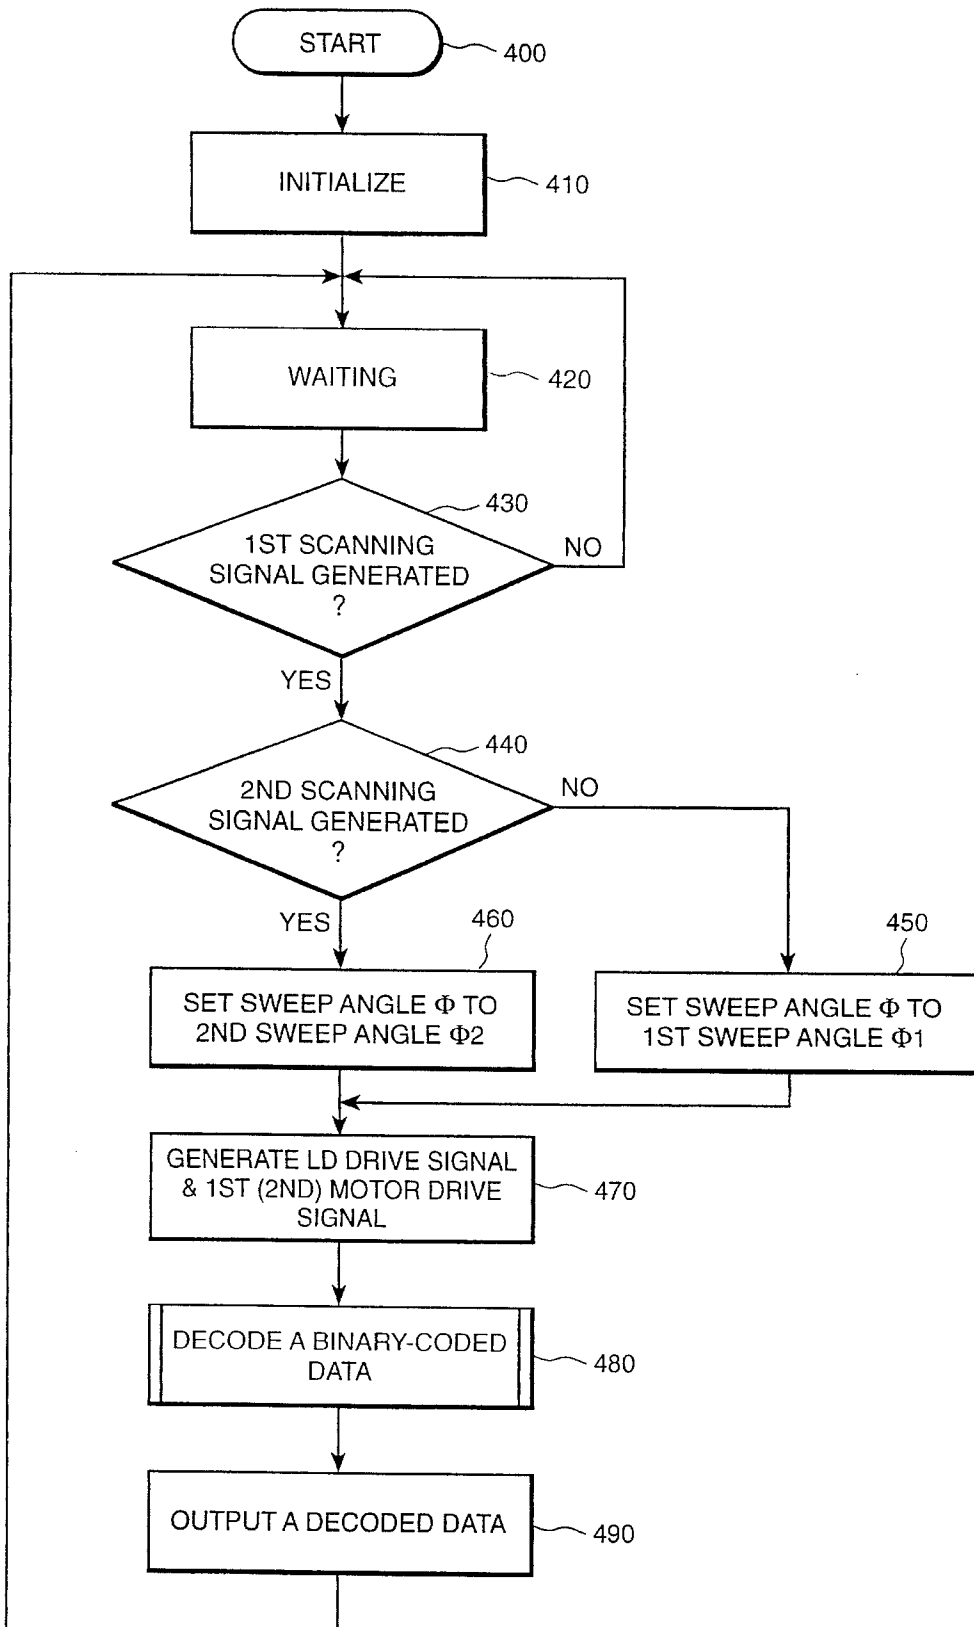 START
400
INITIALIZE
410
WAITING
420
430
1ST SCANNING
SIGNAL GENERATED
?
NO
YES
440
2ND SCANNING
SIGNAL GENERATED
?
NO
YES
460
450
SET SWEEP ANGLE Φ TO
2ND SWEEP ANGLE Φ2
SET SWEEP ANGLE Φ TO
1ST SWEEP ANGLE Φ1
GENERATE LD DRIVE SIGNAL
& 1ST (2ND) MOTOR DRIVE
SIGNAL
470
DECODE A BINARY-CODED
DATA
480
OUTPUT A DECODED DATA
490